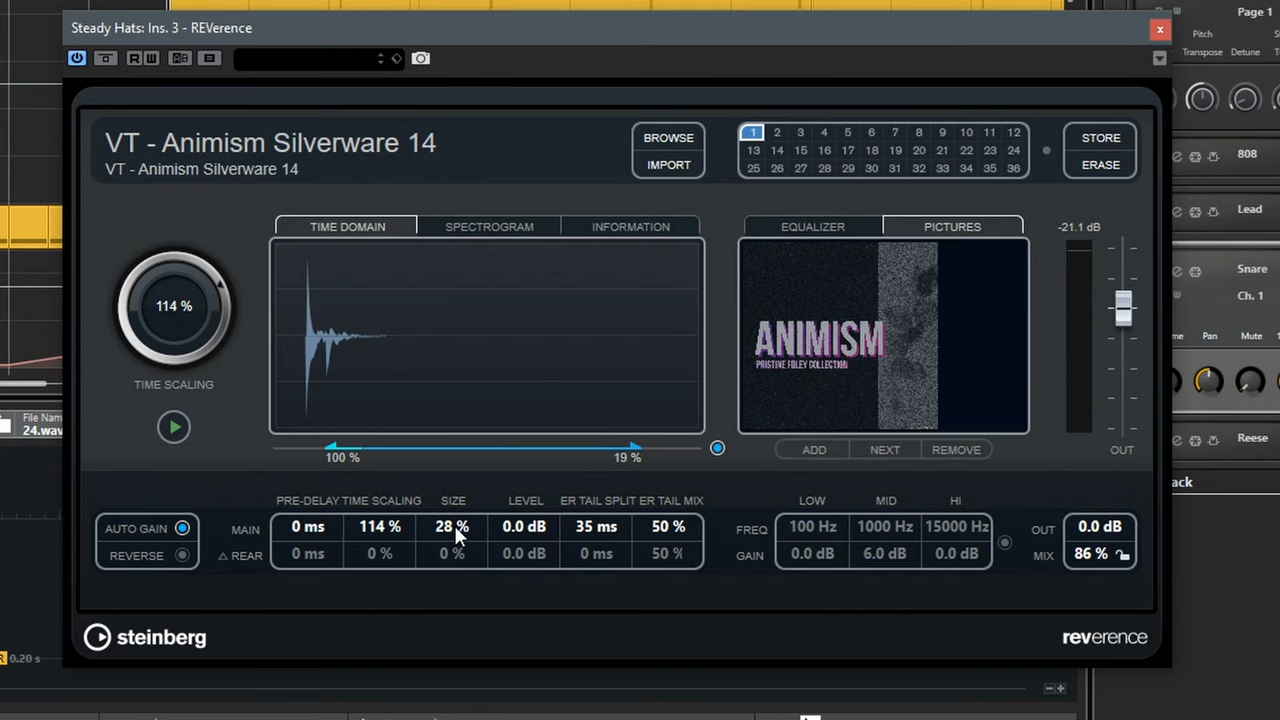 Page 1
Steady Hats: Ins. 3 - REVerence
x
Pitch
Transpose Detune
R W
VT - Animism Silverware 14
VT - Animism Silverware 14
BROWSE
IMPORT
1 2 3 4 5 6 7 8 9 10 11 12
13 14 15 16 17 18 19 20 21 22 23 24
25 26 27 28 29 30 31 32 33 34 35 36
STORE
ERASE
808
Lead
TIME DOMAIN SPECTROGRAM INFORMATION
EQUALIZER PICTURES
-21.1 dB
Snare
Ch. 1
114 %
ANIMISM
PRISTINE FOLEY COLLECTION
Pan Mute
TIME SCALING
File Nam
24.wav
100 % 19 %
ADD NEXT REMOVE
OUT
Reese
ack
PRE-DELAY TIME SCALING SIZE LEVEL ER TAIL SPLIT ER TAIL MIX
LOW MID HI
AUTO GAIN MAIN 0 ms 114 % 28 % 0.0 dB 35 ms 50 %
REVERSE △ REAR 0 ms 0 % 0 % 0.0 dB 0 ms 50 %
FREQ 100 Hz 1000 Hz 15000 Hz
GAIN 0.0 dB 6.0 dB 0.0 dB
OUT 0.0 dB
MIX 86 %
steinberg
reverence
R 0.20 s